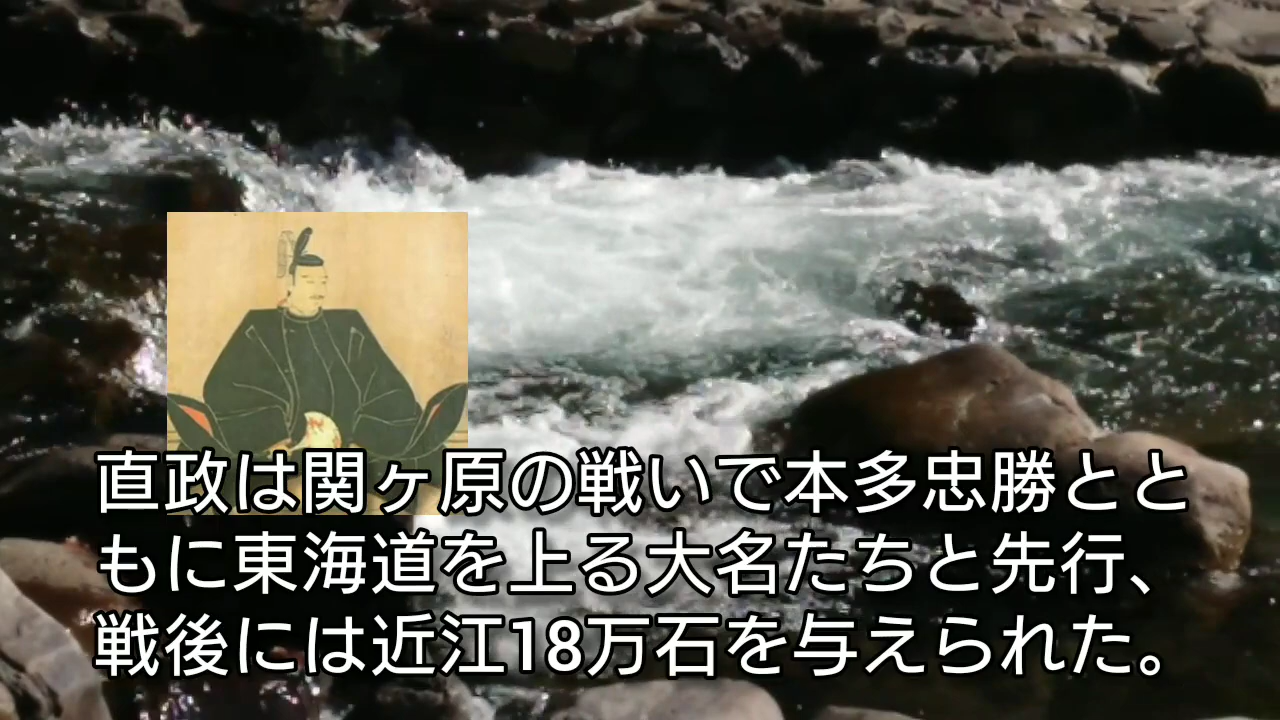 直政は関ヶ原の戦いで本多忠勝とと
もに東海道を上る大名たちと先行、
戦後には近江18万石を与えられた。